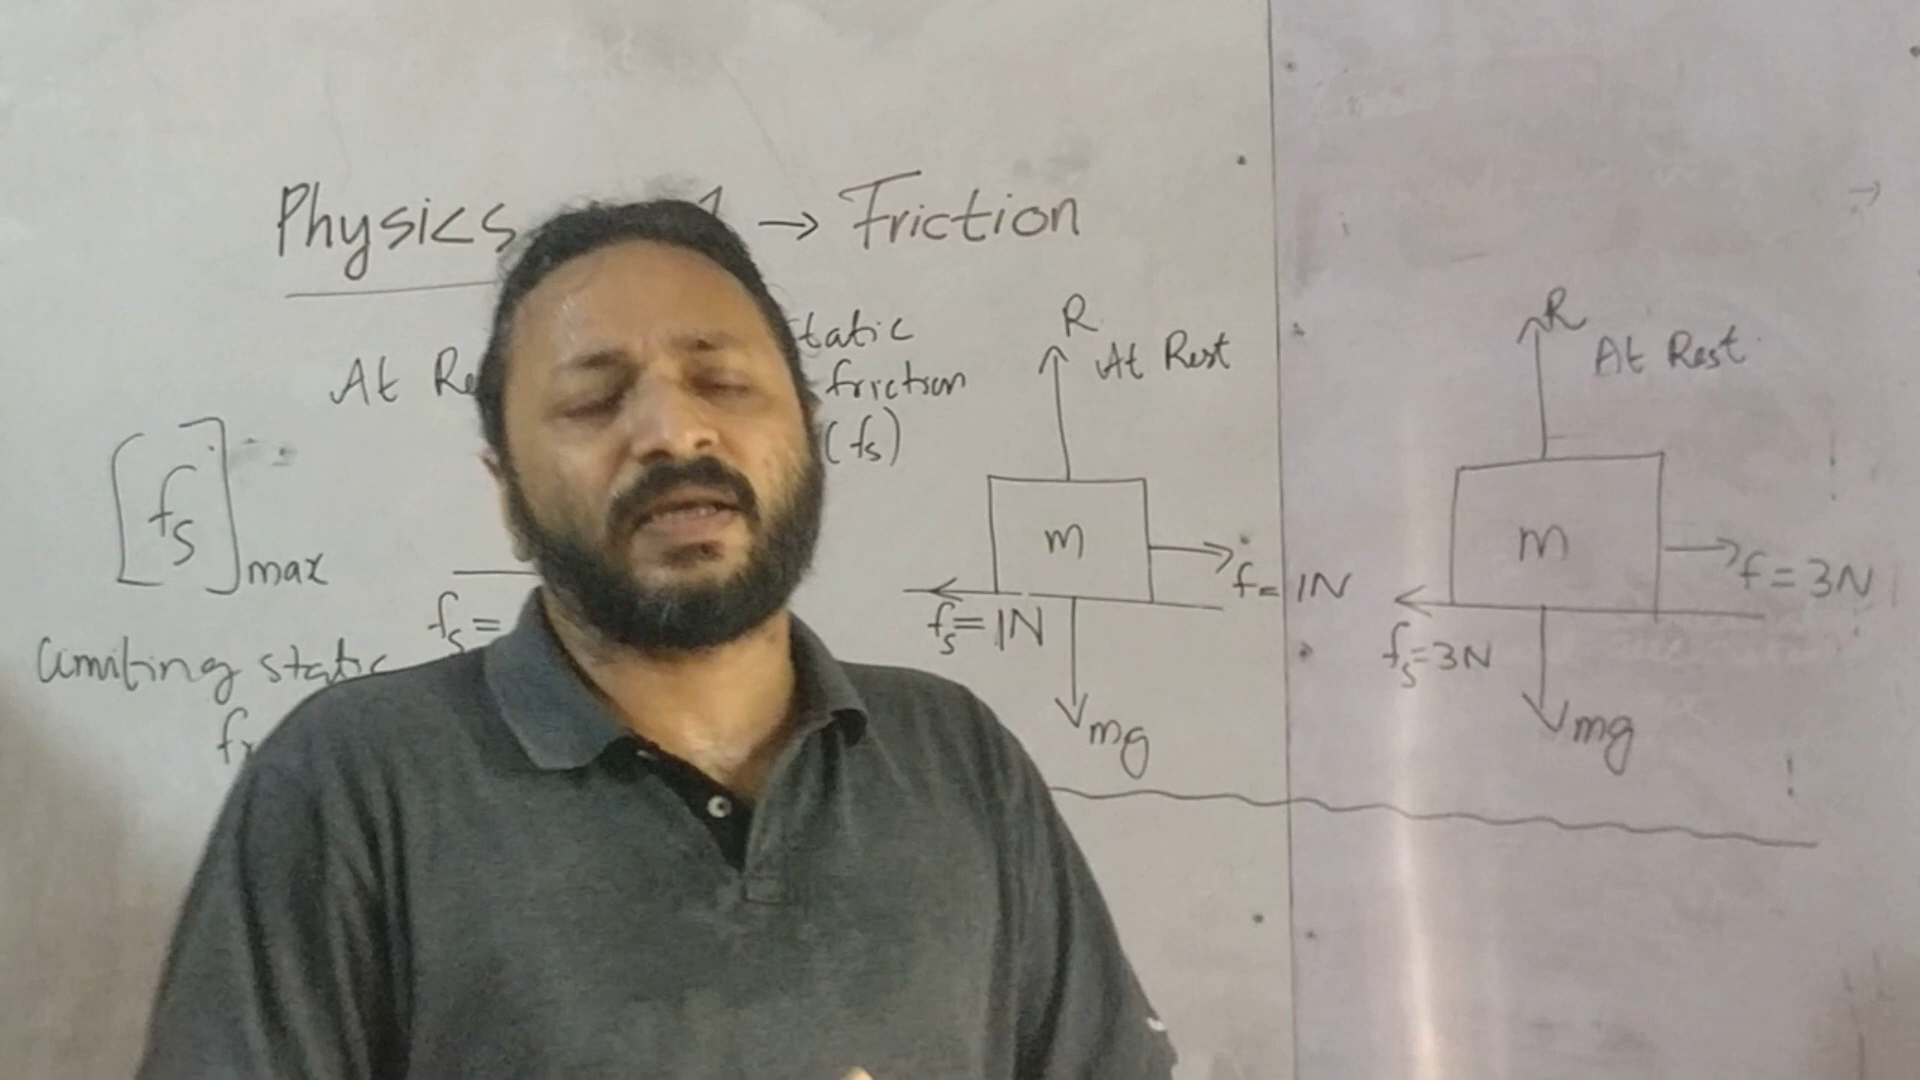 Physics → Friction
At Re
tatic
friction
(fs)
[fs]max
limiting static
fr
fs=
R
At Rest
m
f=1N
fs=1N
mg
R
At Rest
m
f=3N
fs=3N
mg